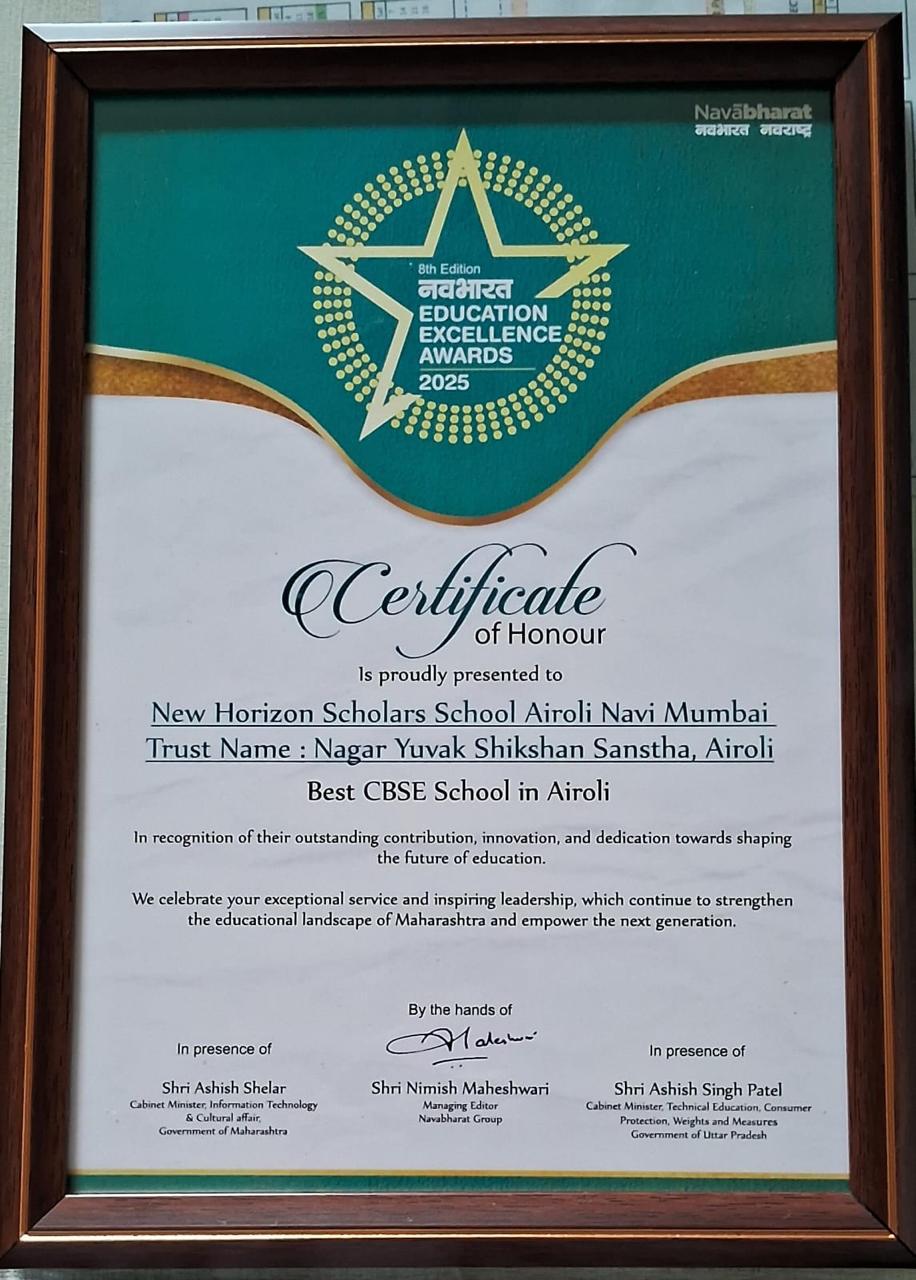 Navābharat
नवभारत नवराष्ट्र
8th Edition
नवभारत
EDUCATION
EXCELLENCE
AWARDS
2025
Certificate
of Honour
Is proudly presented to
New Horizon Scholars School Airoli Navi Mumbai
Trust Name : Nagar Yuvak Shikshan Sanstha, Airoli
Best CBSE School in Airoli
In recognition of their outstanding contribution, innovation, and dedication towards shaping
the future of education.
We celebrate your exceptional service and inspiring leadership, which continue to strengthen
the educational landscape of Maharashtra and empower the next generation.
By the hands of
In presence of
Shri Ashish Shelar
Cabinet Minister, Information Technology
& Cultural affair,
Government of Maharashtra
Shri Nimish Maheshwari
Managing Editor
Navabharat Group
In presence of
Shri Ashish Singh Patel
Cabinet Minister, Technical Education, Consumer
Protection, Weights and Measures
Government of Uttar Pradesh